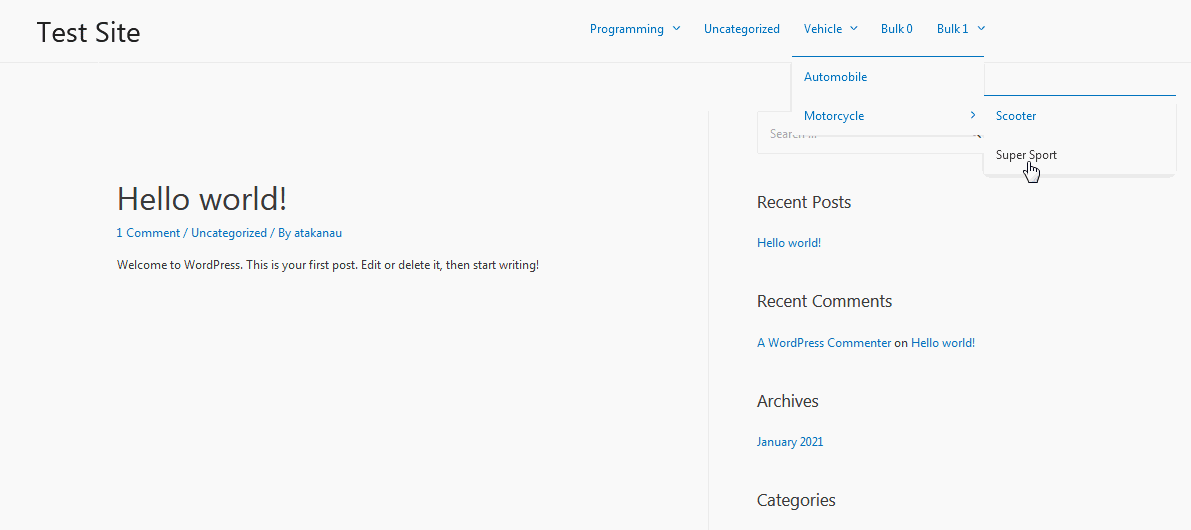 Test Site
Programming Uncategorized Vehicle Bulk 0 Bulk 1
Automobile
Motorcycle
Scooter
Super Sport
Search ...
Hello world!
1 Comment / Uncategorized / By atakanau
Welcome to WordPress. This is your first post. Edit or delete it, then start writing!
Recent Posts
Hello world!
Recent Comments
A WordPress Commenter on Hello world!
Archives
January 2021
Categories